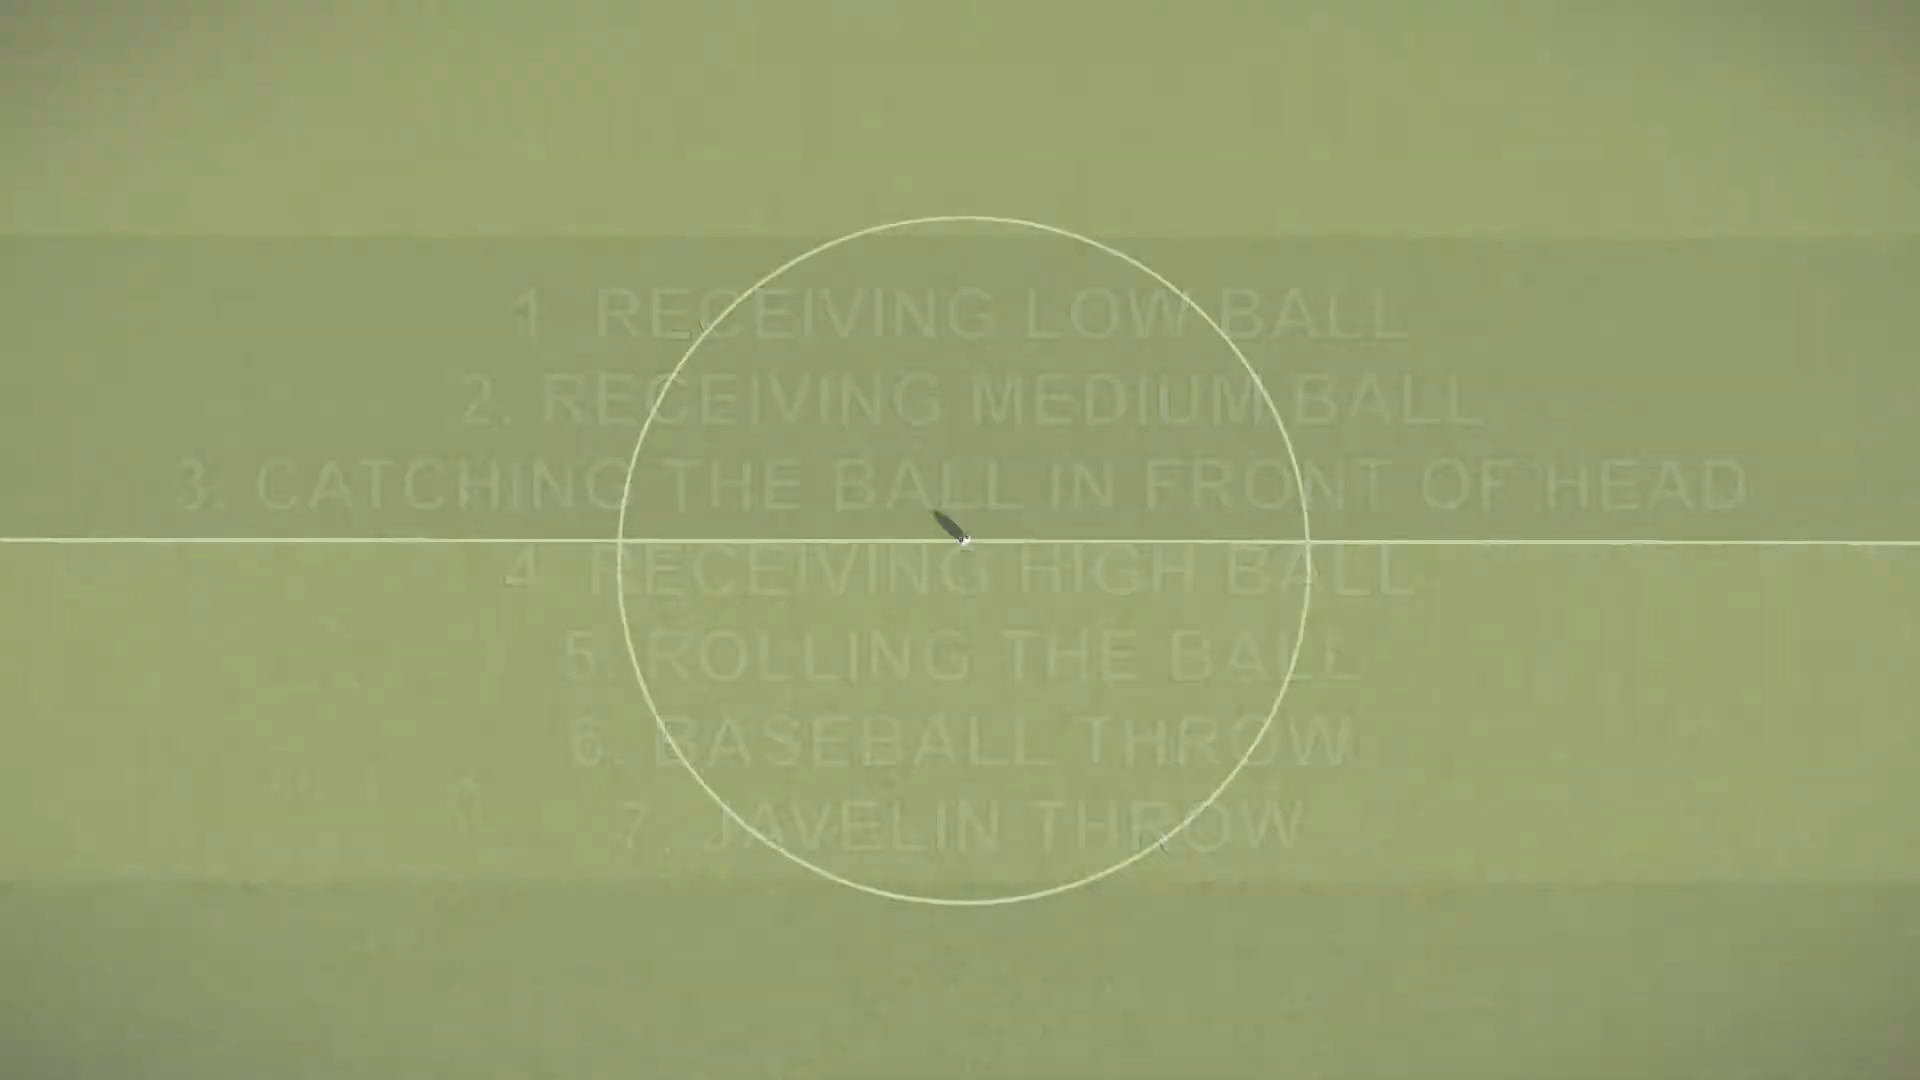 1. RECEIVING LOW BALL
2. RECEIVING MEDIUM BALL
3. CATCHING THE BALL IN FRONT OF HEAD
4. RECEIVING HIGH BALL
5. ROLLING THE BALL
6. BASEBALL THROW
7. JAVELIN THROW